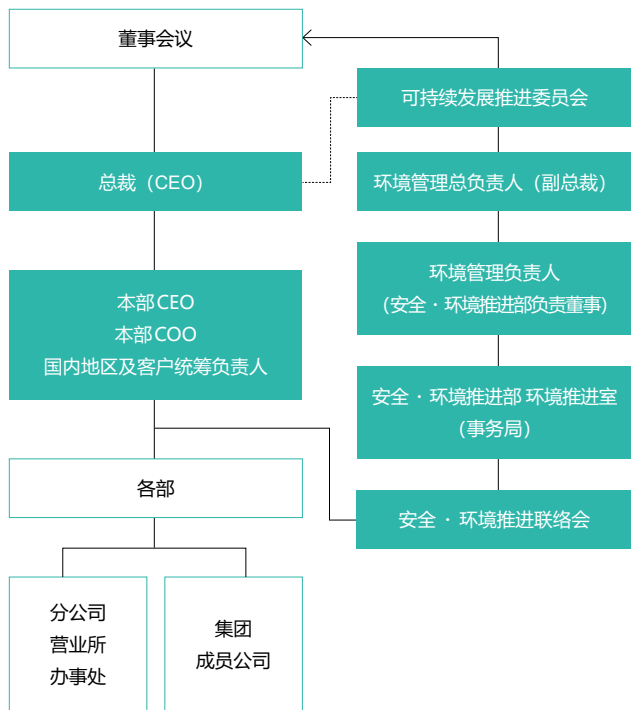 董事会议
可持续发展推进委员会
总裁（CEO）
环境管理总负责人（副总裁）
本部CEO
本部COO
国内地区及客户统筹负责人
环境管理负责人
（安全·环境推进部负责董事）
安全·环境推进部 环境推进室
（事务局）
各部
安全·环境推进联络会
分公司
营业所
办事处
集团
成员公司